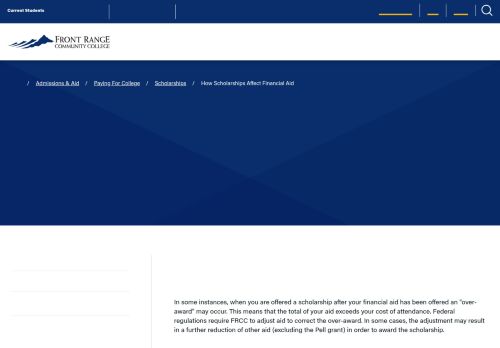 Current Students
FRONT RANGE
COMMUNITY COLLEGE
/ Admissions & Aid / Paying For College / Scholarships / How Scholarships Affect Financial Aid
In some instances, when you are offered a scholarship after your financial aid has been offered an "over-
award" may occur. This means that the total of your aid exceeds your cost of attendance. Federal
regulations require FRCC to adjust aid to correct the over-award. In some cases, the adjustment may result
in a further reduction of other aid (excluding the Pell grant) in order to award the scholarship.